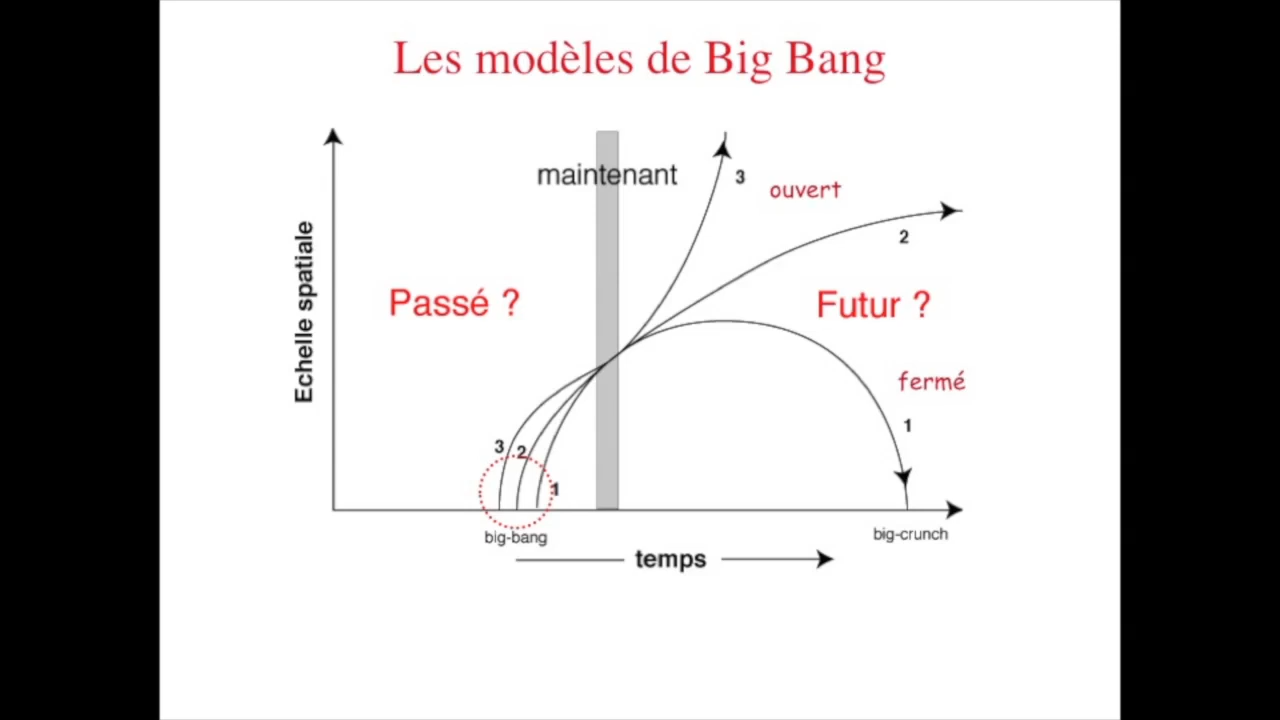 Les modèles de Big Bang
maintenant
3
ouvert
2
Echelle spatiale
Passé ?
Futur ?
fermé
1
3
2
1
big-bang
big-crunch
temps